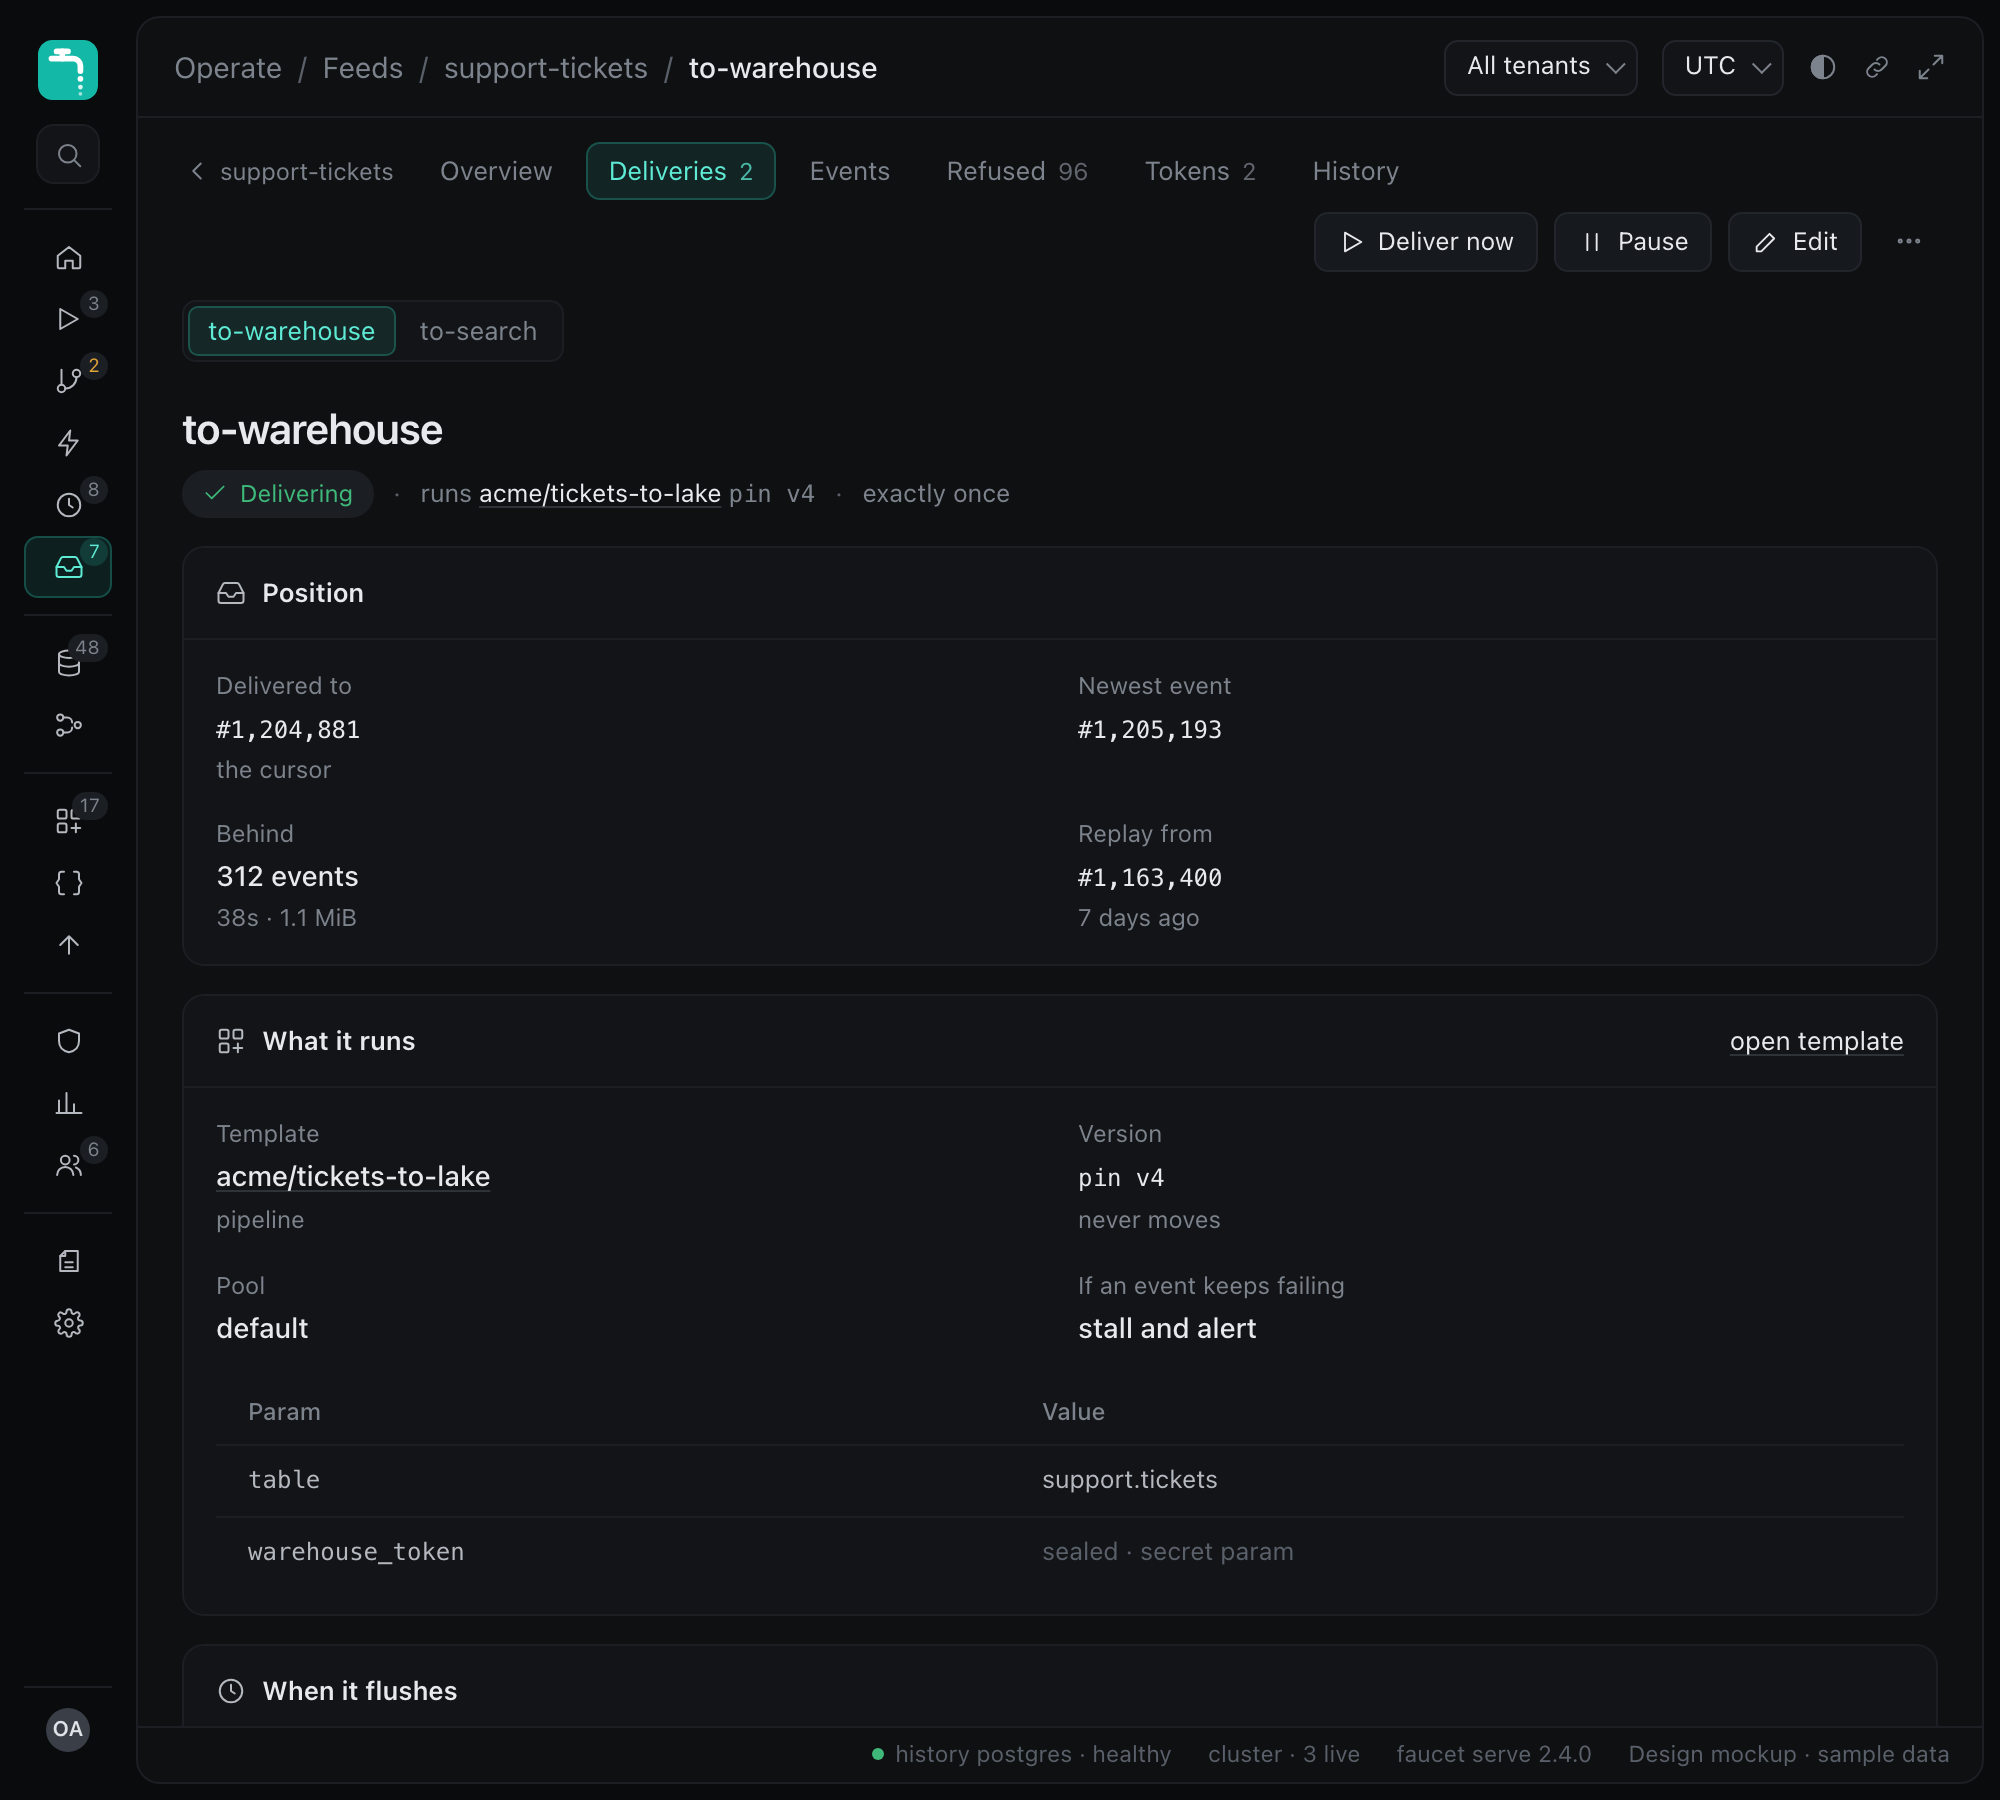 Operate / Feeds / support-tickets / to-warehouse
All tenants
UTC
support-tickets
Overview
Deliveries 2
Events
Refused 96
Tokens 2
History
Deliver now
Pause
Edit
3
2
8
7
48
17
6
OA
to-warehouse
to-search
to-warehouse
Delivering · runs acme/tickets-to-lake pin v4 · exactly once
Position
Delivered to
#1,204,881
the cursor
Newest event
#1,205,193
Behind
312 events
38s · 1.1 MiB
Replay from
#1,163,400
7 days ago
What it runs
open template
Template
acme/tickets-to-lake
pipeline
Version
pin v4
never moves
Pool
default
If an event keeps failing
stall and alert
Param Value
table support.tickets
warehouse_token sealed · secret param
When it flushes
history postgres · healthy
cluster · 3 live
faucet serve 2.4.0
Design mockup · sample data